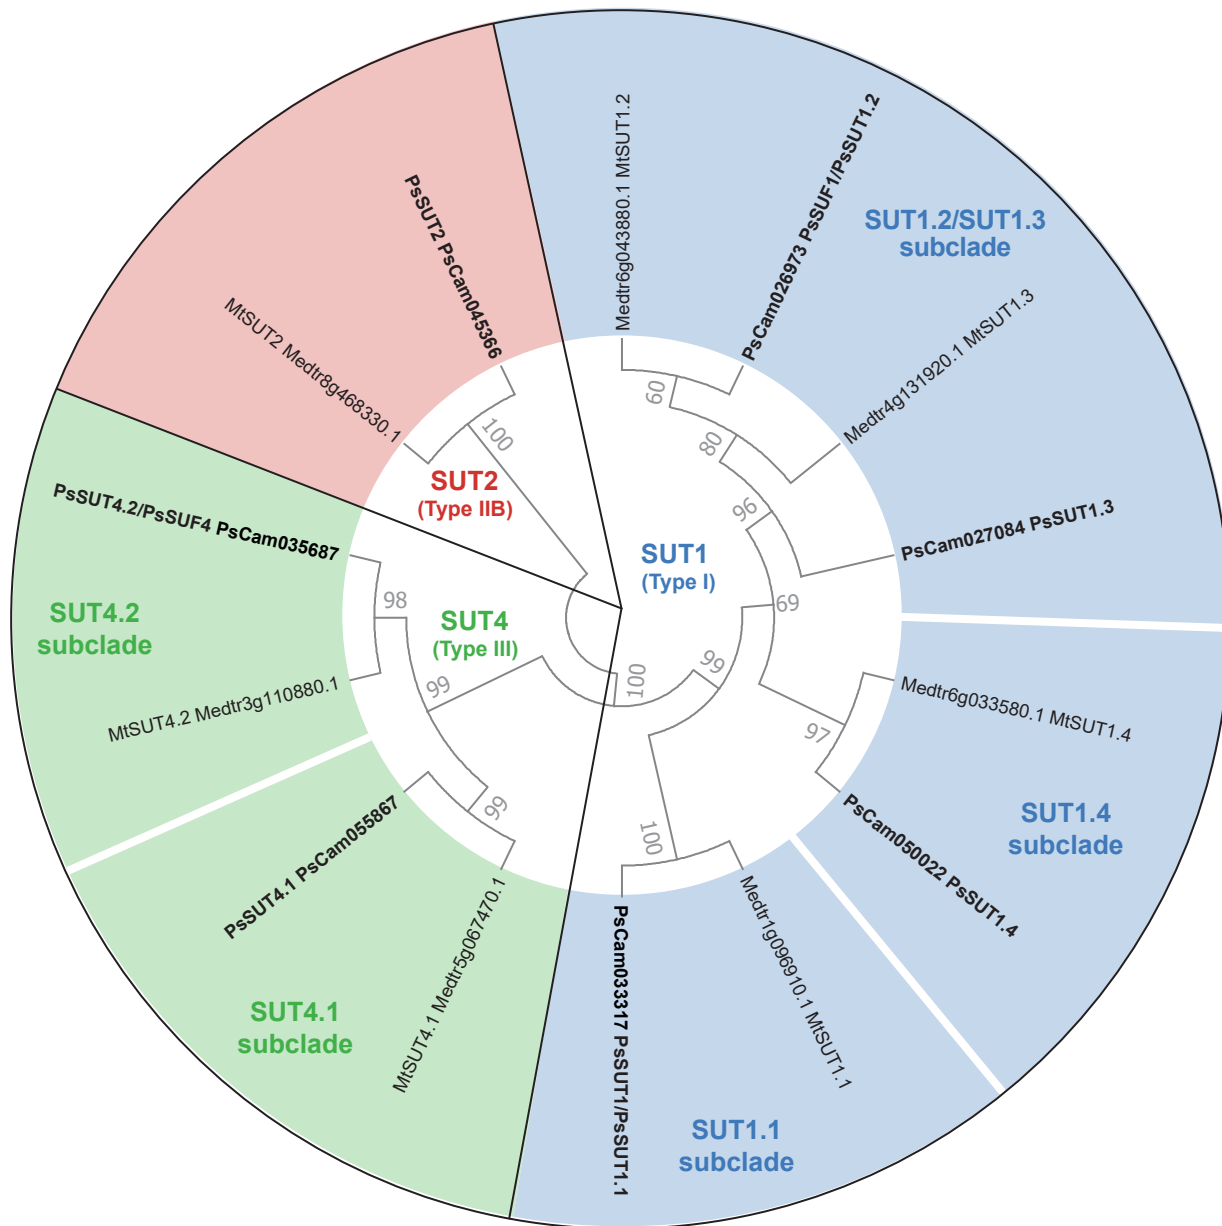 Medtr6g043880.1 MtSUT1.2
PsCam026973 PsSUF1/PsSUT1.2
SUT1.2/SUT1.3
subclade
Medtr4g131920.1 MtSUT1.3
PsCam027084 PsSUT1.3
Medtr6g033580.1 MtSUT1.4
PsCam050022 PsSUT1.4
SUT1.4
subclade
Medtr1g096910.1 MtSUT1.1
PsCam033317 PsSUT1/PsSUT1.1
SUT1.1
subclade
MtSUT4.1 Medtr5g067470.1
PsSUT4.1 PsCam055867
SUT4.1
subclade
MtSUT4.2 Medtr3g110880.1
SUT4.2
subclade
PsSUT4.2/PsSUF4 PsCam035687
MtSUT2 Medtr8g468330.1
PsSUT2 PsCam045366
SUT2
(Type IIB)
SUT1
(Type I)
SUT4
(Type III)
60
80
96
69
97
99
100
100
99
99
98
100